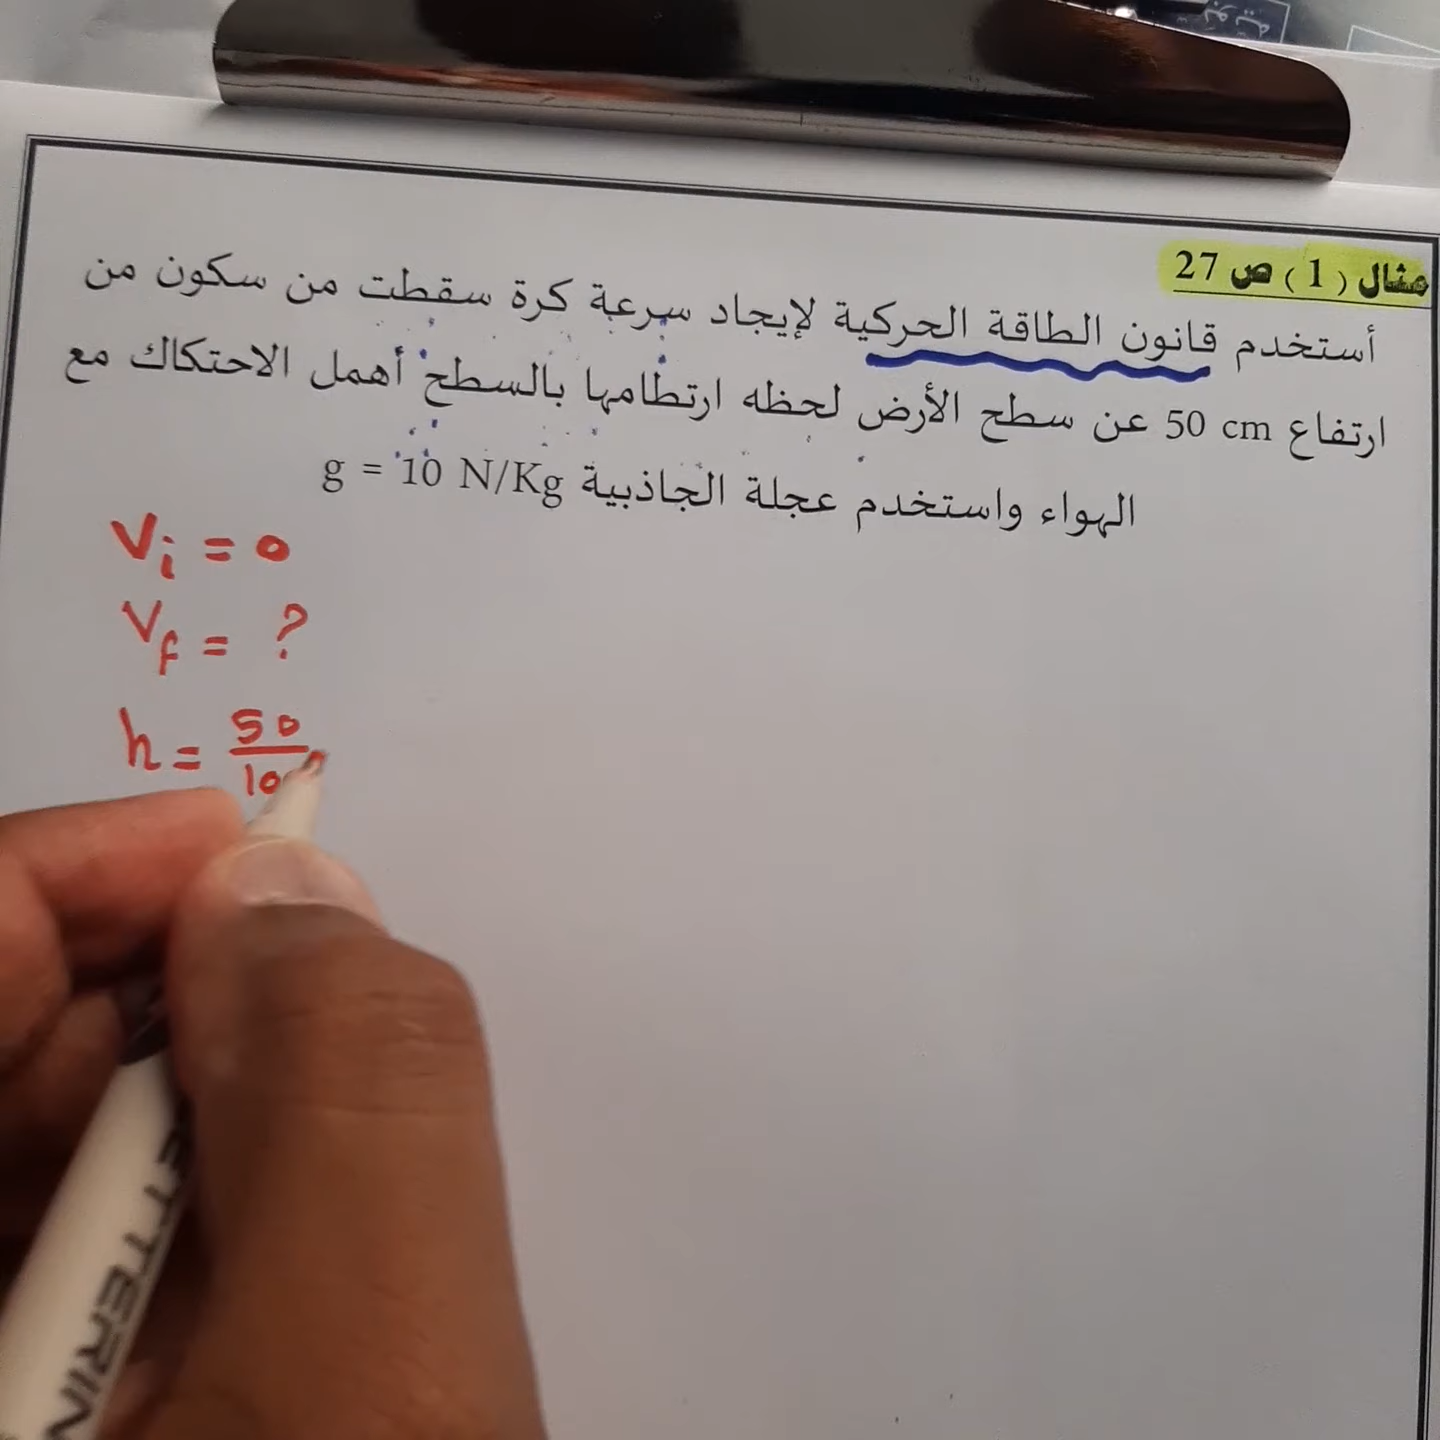 مثال ( 1 ) ص 27
أستخدم قانون الطاقة الحركية لإيجاد سرعة كرة سقطت من سكون من
ارتفاع 50 cm عن سطح الأرض لحظه ارتطامها بالسطح أهمل الاحتكاك مع
الهواء واستخدم عجلة الجاذبية g = 10 N/Kg
Vi = 0
Vf = ?
h = 50/100